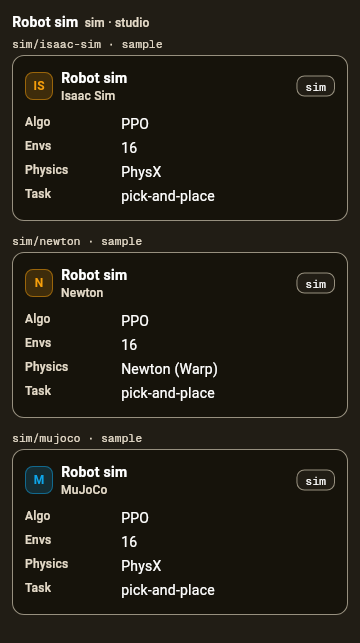 Robot sim sim · studio
sim/isaac-sim · sample
IS Robot sim sim
Isaac Sim
Algo PPO
Envs 16
Physics PhysX
Task pick-and-place
sim/newton · sample
N Robot sim sim
Newton
Algo PPO
Envs 16
Physics Newton (Warp)
Task pick-and-place
sim/mujoco · sample
M Robot sim sim
MuJoCo
Algo PPO
Envs 16
Physics PhysX
Task pick-and-place